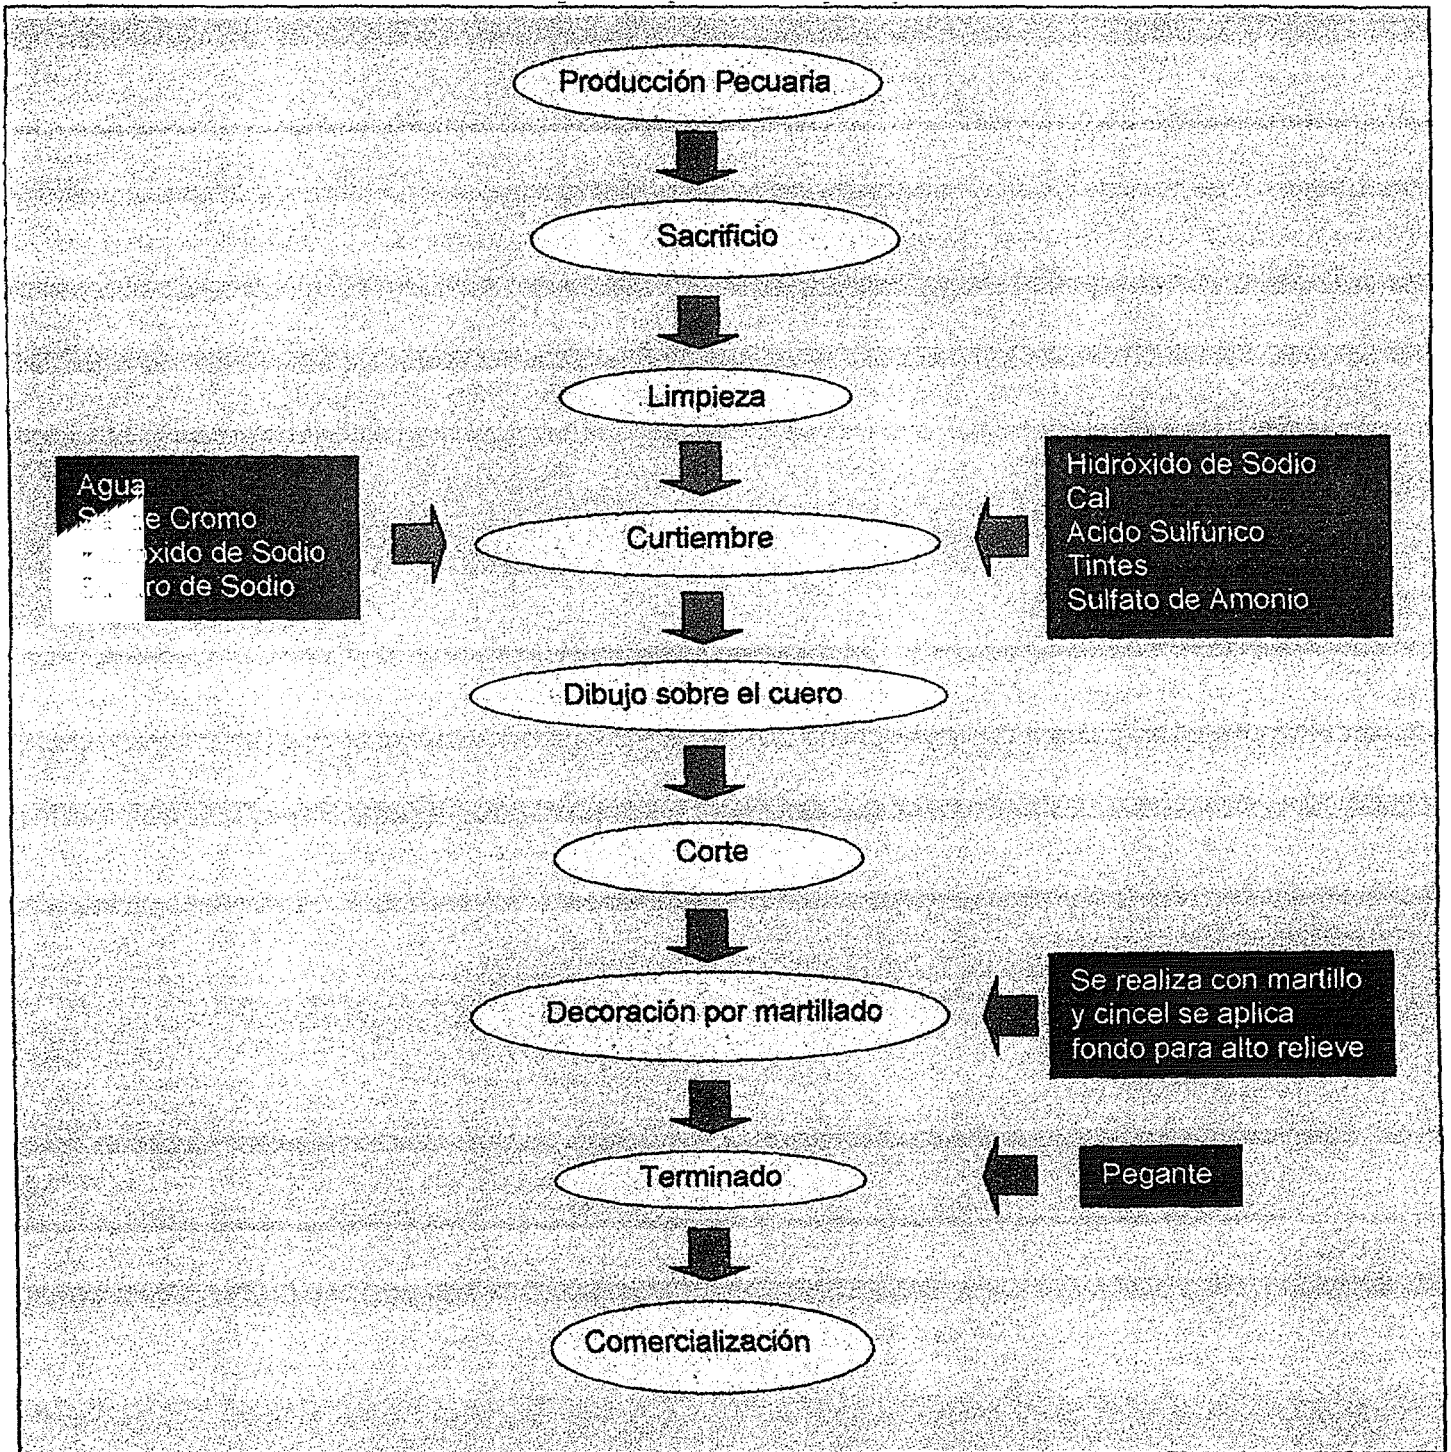 Producción Pecuaria
Sacrificio
Limpieza
Agua
Cromo
de Sodio
de Sodio
Curtiembre
Hidróxido de Sodio
Cal
Acido Sulfúrico
Tintes
Sulfato de Amonio
Dibujo sobre el cuero
Corte
Decoración por martillado
Se realiza con martillo
y cincel se aplica
fondo para alto relieve
Terminado
Pegante
Comercialización